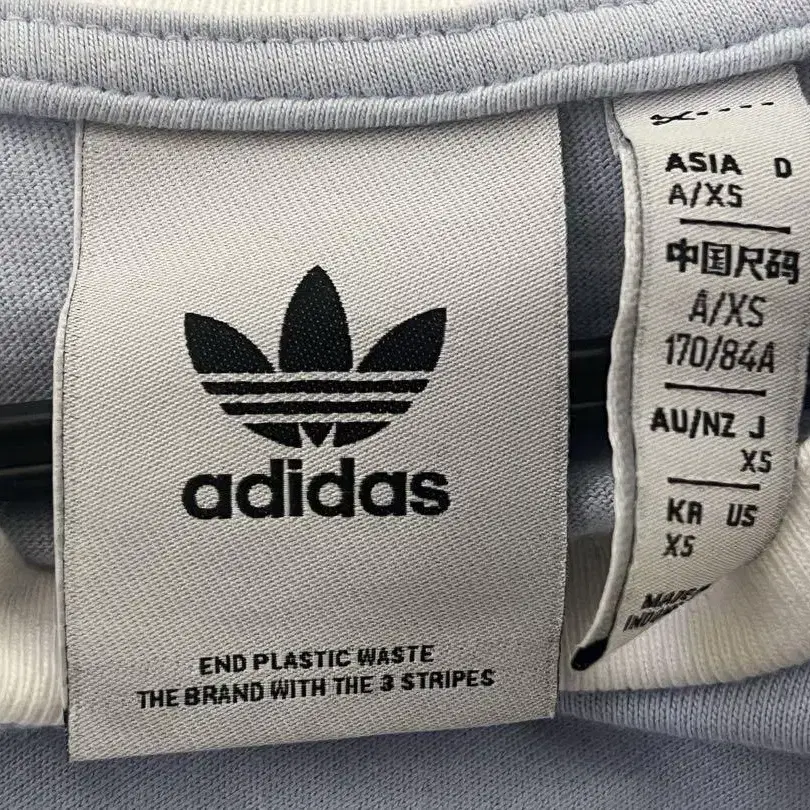 adidas
END PLASTIC WASTE
THE BRAND WITH THE 3 STRIPES
ASIA D
A/XS
中国尺码
A/XS
170/84A
AU/NZ J
XS
KR US
XS
MADE